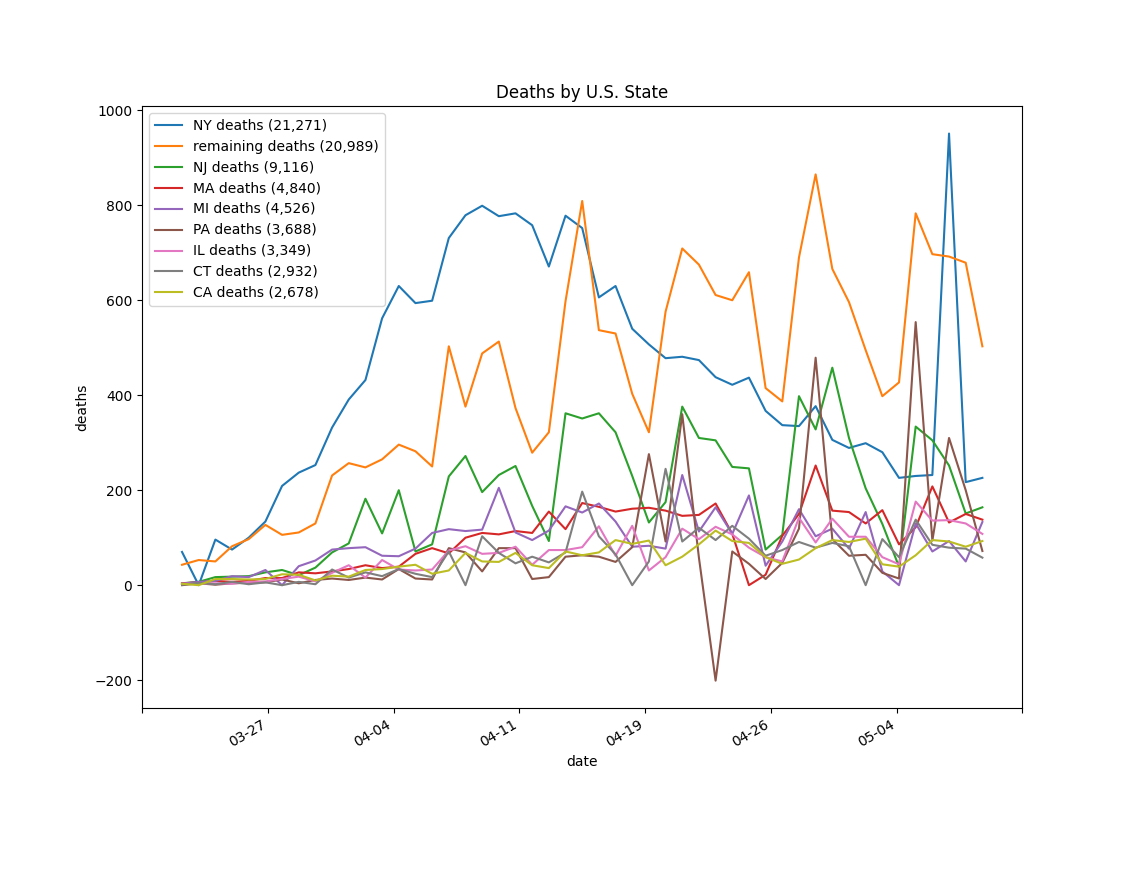 Deaths by U.S. State
1000
800
600
400
200
0
−200
deaths
NY deaths (21,271)
remaining deaths (20,989)
NJ deaths (9,116)
MA deaths (4,840)
MI deaths (4,526)
PA deaths (3,688)
IL deaths (3,349)
CT deaths (2,932)
CA deaths (2,678)
03-27
04-04
04-11
04-19
04-26
05-04
date